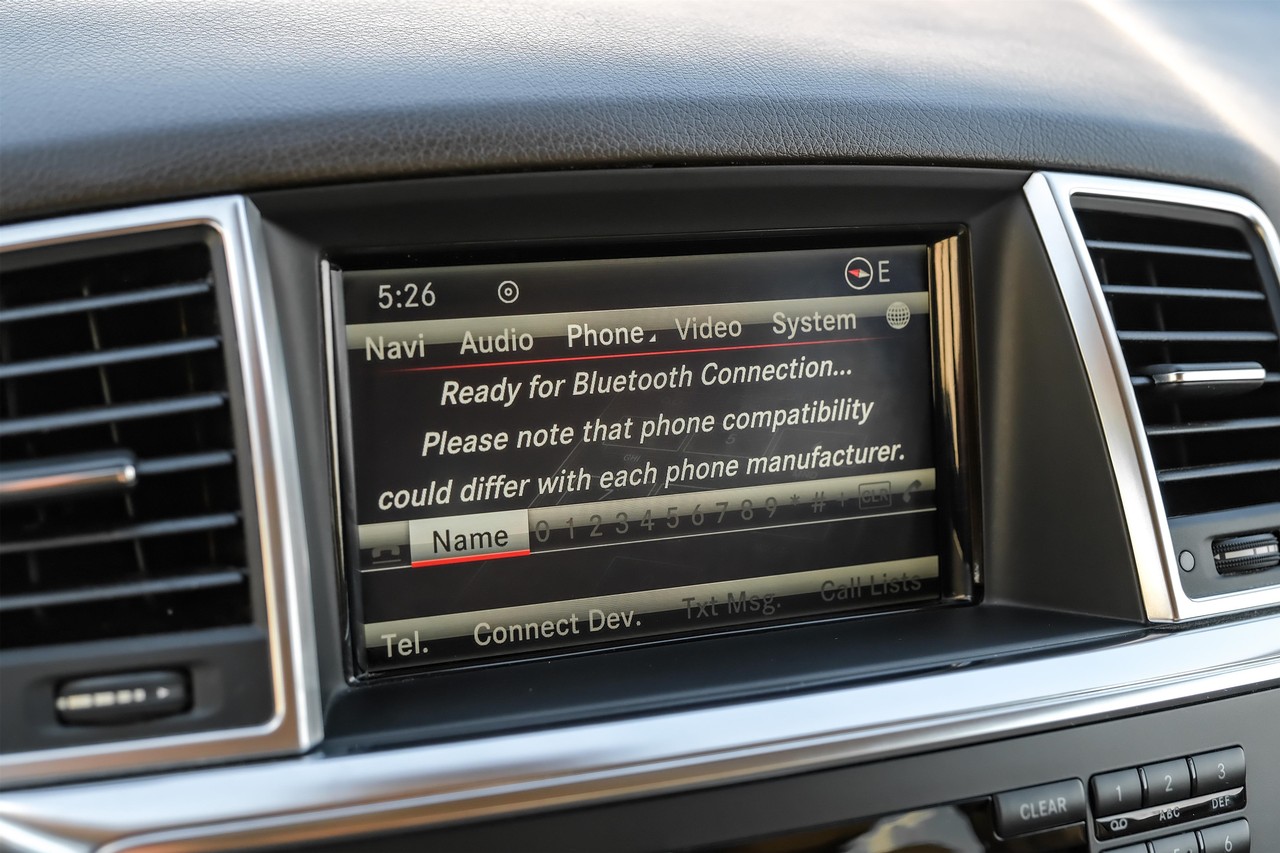 5:26 E
Navi Audio Phone Video System
Ready for Bluetooth Connection...
Please note that phone compatibility
could differ with each phone manufacturer.
Name 0 1 2 3 4 5 6 7 8 9 * # + CLR
Tel. Connect Dev. Txt Msg. Call Lists
CLEAR 1 2 3
ABC DEF
6